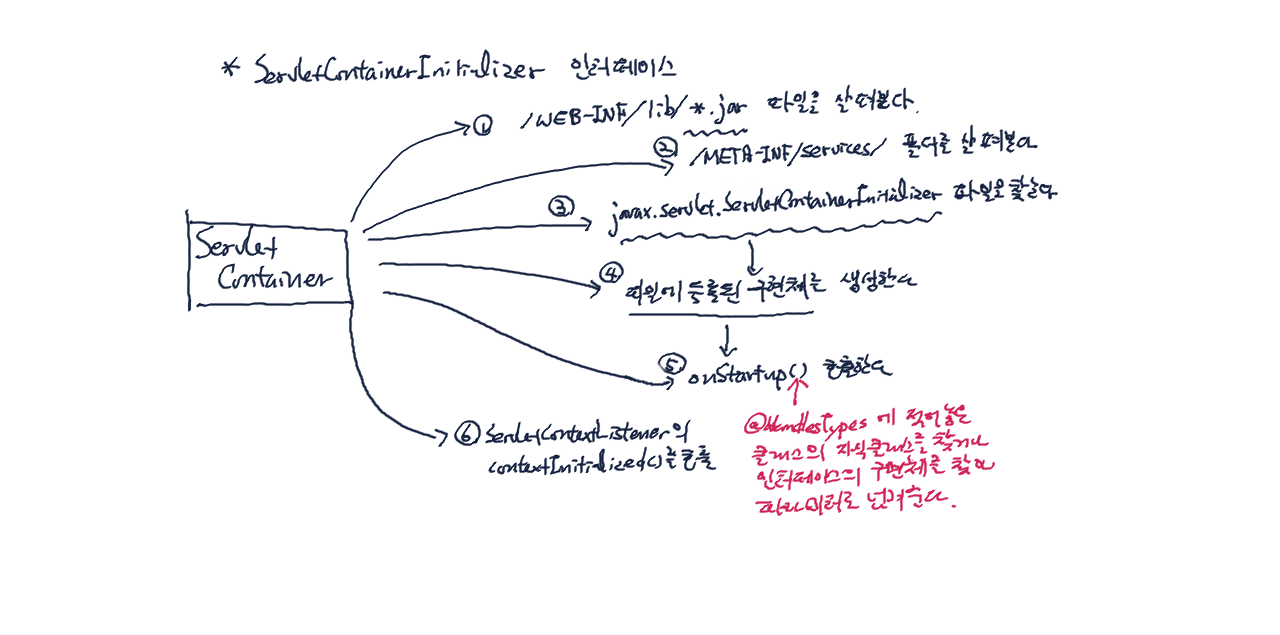 * ServletContainerInitializer 인터페이스
① /WEB-INF/lib/*.jar 파일을 살펴본다.
② /META-INF/services/ 폴더를 살펴본다
③ javax.servlet.ServletContainerInitializer 파일을 찾는다
Servlet
Container
④ 파일에 등록된 구현체를 생성한다
⑤ onStartup() 호출한다
⑥ ServletContextListener의
contextInitialized()를 호출
@HandlesTypes 에 적어놓은
클래스의 자식클래스를 찾거나
인터페이스의 구현체를 찾아
파라미터로 넘겨준다.